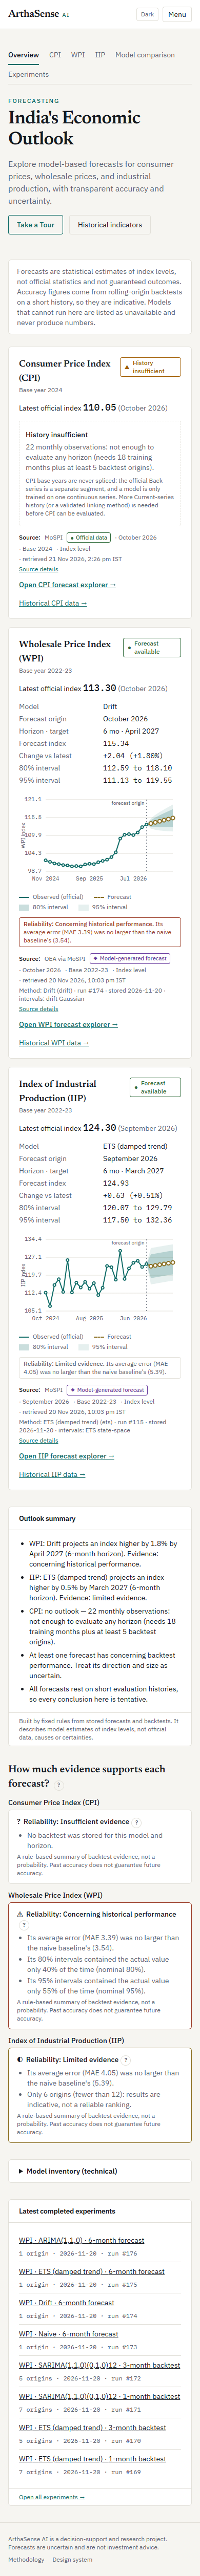 ArthaSense AI
Dark
Menu
Overview CPI WPI IIP Model comparison
Experiments
FORECASTING
India's Economic
Outlook
Explore model-based forecasts for consumer
prices, wholesale prices, and industrial
production, with transparent accuracy and
uncertainty.
Take a Tour
Historical indicators
Forecasts are statistical estimates of index levels,
not official statistics and not guaranteed outcomes.
Accuracy figures come from rolling-origin backtests
on a short history, so they are indicative. Models
that cannot run here are listed as unavailable and
never produce numbers.
Consumer Price Index
(CPI)
▲ History
insufficient
Base year 2024
Latest official index 110.05 (October 2026)
History insufficient
22 monthly observations: not enough to
evaluate any horizon (needs 18 training
months plus at least 5 backtest origins).
CPI base years are never spliced: the official Back
Series is a separate segment, and a model is only
trained on one continuous series. More Current-series
history (or a validated linking method) is needed
before CPI can be evaluated.
Source: MoSPI ● Official data · October 2026
· Base 2024 · Index level
· retrieved 21 Nov 2026, 2:26 pm IST
Source details
Open CPI forecast explorer →
Historical CPI data →
Wholesale Price Index
(WPI)
● Forecast
available
Base year 2022-23
Latest official index 113.30 (October 2026)
Model Drift
Forecast origin October 2026
Horizon · target 6 mo · April 2027
Forecast index 115.34
Change vs latest +2.04 (+1.80%)
80% interval 112.59 to 118.10
95% interval 111.13 to 119.55
121.1
forecast origin
115.5
109.9
WPI index
104.3
98.7
Nov 2024 Sep 2025 Jul 2026
Observed (official) Forecast
80% interval 95% interval
Reliability: Concerning historical performance. Its
average error (MAE 3.39) was no larger than the naive
baseline's (3.54).
Source: OEA via MoSPI ◆ Model-generated forecast
· October 2026 · Base 2022-23 · Index level
· retrieved 20 Nov 2026, 10:03 pm IST
Method: Drift (drift) · run #174 · stored 2026-11-20 ·
intervals: drift Gaussian
Source details
Open WPI forecast explorer →
Historical WPI data →
Index of Industrial
Production (IIP)
● Forecast
available
Base year 2022-23
Latest official index 124.30 (September 2026)
Model ETS (damped trend)
Forecast origin September 2026
Horizon · target 6 mo · March 2027
Forecast index 124.93
Change vs latest +0.63 (+0.51%)
80% interval 120.07 to 129.79
95% interval 117.50 to 132.36
134.4
forecast origin
127.1
119.7
IIP index
112.4
105.1
Oct 2024 Aug 2025 Jun 2026
Observed (official) Forecast
80% interval 95% interval
Reliability: Limited evidence. Its average error (MAE
4.05) was no larger than the naive baseline's (5.39).
Source: MoSPI ◆ Model-generated forecast
· September 2026 · Base 2022-23 · Index level
· retrieved 20 Nov 2026, 10:03 pm IST
Method: ETS (damped trend) (ets) · run #115 · stored
2026-11-20 · intervals: ETS state-space
Source details
Open IIP forecast explorer →
Historical IIP data →
Outlook summary
• WPI: Drift projects an index higher by 1.8% by
April 2027 (6-month horizon). Evidence:
concerning historical performance.
• IIP: ETS (damped trend) projects an index
higher by 0.5% by March 2027 (6-month
horizon). Evidence: limited evidence.
• CPI: no outlook — 22 monthly observations:
not enough to evaluate any horizon (needs 18
training months plus at least 5 backtest
origins).
• At least one forecast has concerning backtest
performance. Treat its direction and size as
uncertain.
• All forecasts rest on short evaluation histories,
so every conclusion here is tentative.
Built by fixed rules from stored forecasts and backtests. It
describes model estimates of index levels, not official
data, causes or certainties.
How much evidence supports each
forecast? ?
Consumer Price Index (CPI)
? Reliability: Insufficient evidence ?
• No backtest was stored for this model and
horizon.
A rule-based summary of backtest evidence, not a
probability. Past accuracy does not guarantee future
accuracy.
Wholesale Price Index (WPI)
⚠ Reliability: Concerning historical performance
?
• Its average error (MAE 3.39) was no larger than
the naive baseline's (3.54).
• Its 80% intervals contained the actual value
only 40% of the time (nominal 80%).
• Its 95% intervals contained the actual value
only 55% of the time (nominal 95%).
A rule-based summary of backtest evidence, not a
probability. Past accuracy does not guarantee future
accuracy.
Index of Industrial Production (IIP)
◐ Reliability: Limited evidence ?
• Its average error (MAE 4.05) was no larger than
the naive baseline's (5.39).
• Only 6 origins (fewer than 12): results are
indicative, not a reliable ranking.
A rule-based summary of backtest evidence, not a
probability. Past accuracy does not guarantee future
accuracy.
▶ Model inventory (technical)
Latest completed experiments
WPI · ARIMA(1,1,0) · 6-month forecast
1 origin · 2026-11-20 · run #176
WPI · ETS (damped trend) · 6-month forecast
1 origin · 2026-11-20 · run #175
WPI · Drift · 6-month forecast
1 origin · 2026-11-20 · run #174
WPI · Naive · 6-month forecast
1 origin · 2026-11-20 · run #173
WPI · SARIMA(1,1,0)(0,1,0)12 · 3-month backtest
5 origins · 2026-11-20 · run #172
WPI · SARIMA(1,1,0)(0,1,0)12 · 1-month backtest
7 origins · 2026-11-20 · run #171
WPI · ETS (damped trend) · 3-month backtest
5 origins · 2026-11-20 · run #170
WPI · ETS (damped trend) · 1-month backtest
7 origins · 2026-11-20 · run #169
Open all experiments →
ArthaSense AI is a decision-support and research project.
Forecasts are uncertain and are not investment advice.
Methodology Design system